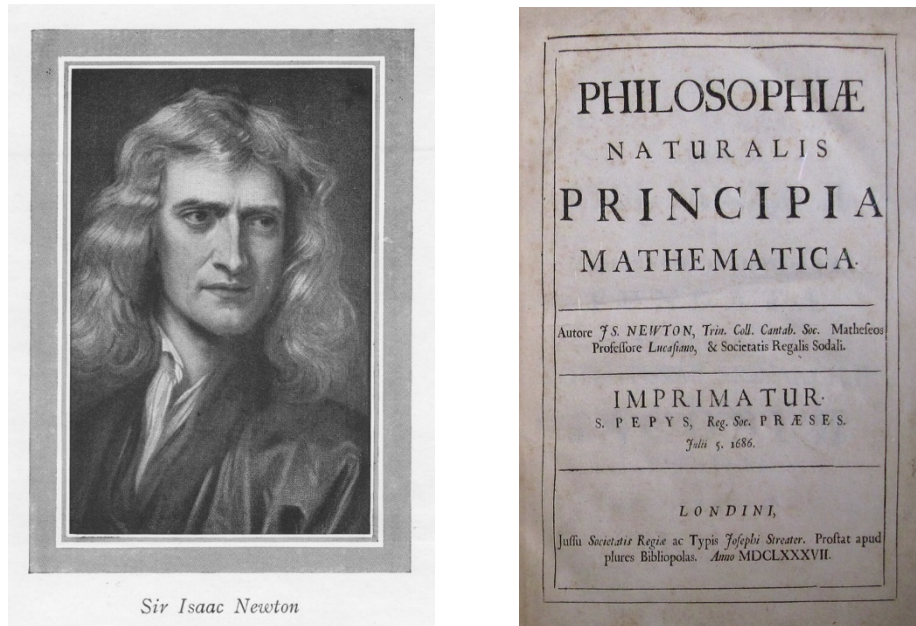 Sir Isaac Newton
PHILOSOPHIÆ
NATURALIS
PRINCIPIA
MATHEMATICA.
Autore JS. NEWTON, Trin. Coll. Cantab. Soc. Matheſeos
Profeſſore Lucaſiano, & Societatis Regalis Sodali.
IMPRIMATUR.
S. PEPYS, Reg. Soc. PRÆSES.
Julii 5. 1686.
LONDINI,
Juſſu Societatis Regiæ ac Typis Joſephi Streater. Proſtat apud
plures Bibliopolas. Anno MDCLXXXVII.